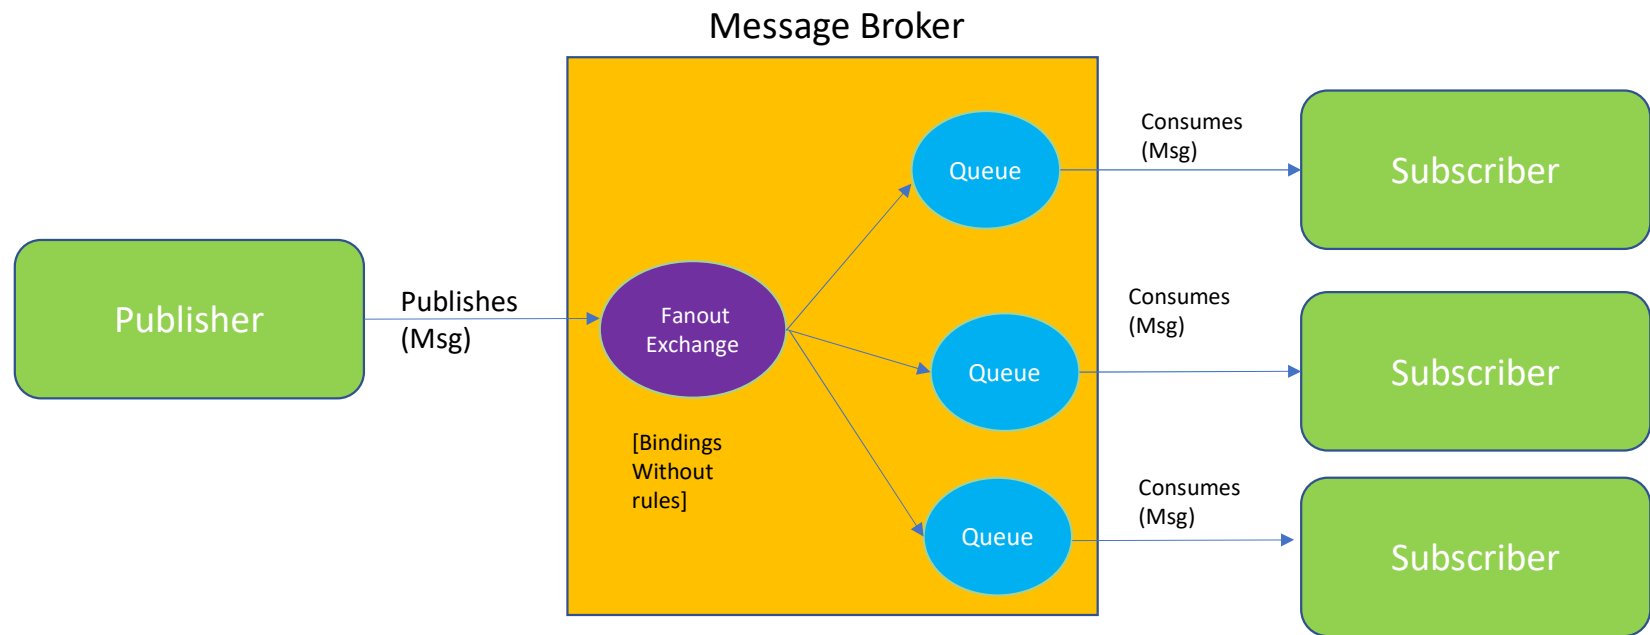 Message Broker
Publisher
Publishes
(Msg)
Fanout
Exchange
[Bindings
Without
rules]
Queue
Consumes
(Msg)
Subscriber
Queue
Consumes
(Msg)
Subscriber
Queue
Consumes
(Msg)
Subscriber